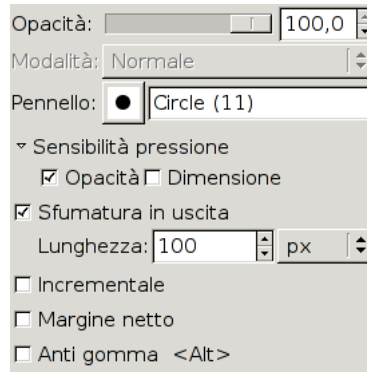 Opacità: 100,0
Modalità: Normale
Pennello: Circle (11)
Sensibilità pressione
Opacità Dimensione
Sfumatura in uscita
Lunghezza: 100 px
Incrementale
Margine netto
Anti gomma <Alt>